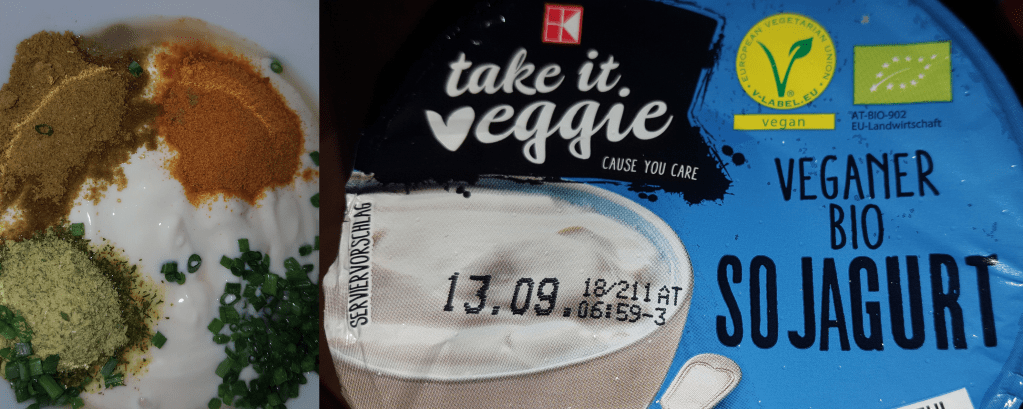 take it
veggie
CAUSE YOU CARE
EUROPEAN VEGETARIAN UNION
V-LABEL.EU
vegan
AT-BIO-902
EU-Landwirtschaft
VEGANER
BIO
SOJAGURT
SERVIERVORSCHLAG
13.09. 18/211 AT
06:59-3